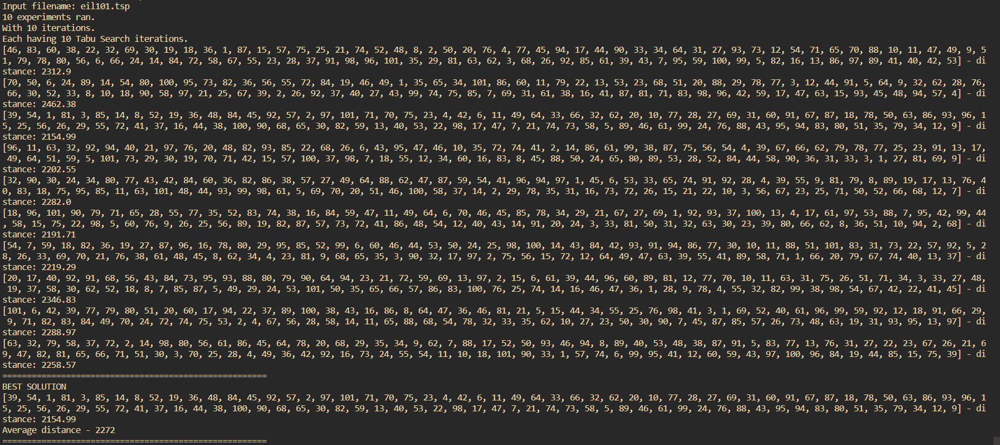 Input filename: eil101.tsp
10 experiments ran.
With 10 iterations.
Each having 10 Tabu Search iterations.
[46, 83, 60, 38, 22, 32, 69, 30, 19, 18, 36, 1, 87, 15, 57, 75, 25, 21, 74, 52, 48, 8, 2, 50, 20, 76, 4, 77, 45, 94, 17, 44, 90, 33, 34, 64, 31, 27, 93, 73, 12, 54, 71, 65, 70, 88, 10, 11, 47, 49, 9, 5
1, 79, 78, 80, 56, 6, 66, 24, 14, 84, 72, 58, 67, 55, 23, 28, 37, 91, 98, 96, 101, 35, 29, 81, 63, 62, 3, 68, 26, 92, 85, 61, 39, 43, 7, 95, 59, 100, 99, 5, 82, 16, 13, 86, 97, 89, 41, 40, 42, 53] - di
stance: 2312.9
[70, 50, 6, 24, 89, 14, 54, 80, 100, 95, 73, 82, 36, 56, 55, 72, 84, 19, 46, 49, 1, 35, 65, 34, 101, 86, 60, 11, 79, 22, 13, 53, 23, 68, 51, 20, 88, 29, 78, 77, 3, 12, 44, 91, 5, 64, 9, 32, 62, 28, 76,
66, 30, 52, 33, 8, 10, 18, 90, 58, 97, 21, 25, 67, 39, 2, 26, 92, 37, 40, 27, 43, 99, 74, 75, 85, 7, 69, 31, 61, 38, 16, 41, 87, 81, 71, 83, 98, 96, 42, 59, 17, 47, 63, 15, 93, 45, 48, 94, 57, 4] - di
stance: 2462.38
[39, 54, 1, 81, 3, 85, 14, 8, 52, 19, 36, 48, 84, 45, 92, 57, 2, 97, 101, 71, 70, 75, 23, 4, 42, 6, 11, 49, 64, 33, 66, 32, 62, 20, 10, 77, 28, 27, 69, 31, 60, 91, 67, 87, 18, 78, 50, 63, 86, 93, 96, 1
5, 25, 56, 26, 29, 55, 72, 41, 37, 16, 44, 38, 100, 90, 68, 65, 30, 82, 59, 13, 40, 53, 22, 98, 17, 47, 7, 21, 74, 73, 58, 5, 89, 46, 61, 99, 24, 76, 88, 43, 95, 94, 83, 80, 51, 35, 79, 34, 12, 9] - di
stance: 2154.99
[96, 11, 63, 32, 92, 94, 40, 21, 97, 76, 20, 48, 82, 93, 85, 22, 68, 26, 6, 43, 95, 47, 46, 10, 35, 72, 74, 41, 2, 14, 86, 61, 99, 38, 87, 75, 56, 54, 4, 39, 67, 66, 62, 79, 78, 77, 25, 23, 91, 13, 17,
49, 64, 51, 59, 5, 101, 73, 29, 30, 19, 70, 71, 42, 15, 57, 100, 37, 98, 7, 18, 55, 12, 34, 60, 16, 83, 8, 45, 88, 50, 24, 65, 80, 89, 53, 28, 52, 84, 44, 58, 90, 36, 31, 33, 3, 1, 27, 81, 69, 9] - di
stance: 2202.55
[32, 90, 30, 24, 34, 80, 77, 43, 42, 84, 60, 36, 82, 86, 38, 57, 27, 49, 64, 88, 62, 47, 87, 59, 54, 41, 96, 94, 97, 1, 45, 6, 53, 33, 65, 74, 91, 92, 28, 4, 39, 55, 9, 81, 79, 8, 89, 19, 17, 13, 76, 4
0, 83, 18, 75, 95, 85, 11, 63, 101, 48, 44, 93, 99, 98, 61, 5, 69, 70, 20, 51, 46, 100, 58, 37, 14, 2, 29, 78, 35, 31, 16, 73, 72, 26, 15, 21, 22, 10, 3, 56, 67, 23, 25, 71, 50, 52, 66, 68, 12, 7] - di
stance: 2282.0
[18, 96, 101, 90, 79, 71, 65, 28, 55, 77, 35, 52, 83, 74, 38, 16, 84, 59, 47, 11, 49, 64, 6, 70, 46, 45, 85, 78, 34, 29, 21, 67, 27, 69, 1, 92, 93, 37, 100, 13, 4, 17, 61, 97, 53, 88, 7, 95, 42, 99, 44
, 58, 15, 75, 22, 98, 5, 60, 76, 9, 26, 25, 56, 89, 19, 82, 87, 57, 73, 72, 41, 86, 48, 54, 12, 40, 43, 14, 91, 20, 24, 3, 33, 81, 50, 31, 32, 63, 30, 23, 39, 80, 66, 62, 8, 36, 51, 10, 94, 2, 68] - di
stance: 2191.71
[54, 7, 59, 18, 82, 36, 19, 27, 87, 96, 16, 78, 80, 29, 95, 85, 52, 99, 6, 60, 46, 44, 53, 50, 24, 25, 98, 100, 14, 43, 84, 42, 93, 91, 94, 86, 77, 30, 10, 11, 88, 51, 101, 83, 31, 73, 22, 57, 92, 5, 2
8, 26, 33, 69, 70, 21, 76, 38, 61, 48, 45, 8, 62, 34, 4, 23, 81, 9, 68, 65, 35, 3, 90, 32, 17, 97, 2, 75, 56, 15, 72, 12, 64, 49, 47, 63, 39, 55, 41, 89, 58, 71, 1, 66, 20, 79, 67, 74, 40, 13, 37] - di
stance: 2219.29
[20, 17, 40, 92, 91, 68, 56, 43, 84, 73, 95, 93, 88, 80, 79, 90, 64, 94, 23, 21, 72, 59, 69, 13, 97, 2, 15, 6, 61, 39, 44, 96, 60, 89, 81, 12, 77, 70, 10, 11, 63, 31, 75, 26, 51, 71, 34, 3, 33, 27, 48,
19, 37, 58, 30, 62, 52, 18, 8, 7, 85, 87, 5, 49, 29, 24, 53, 101, 50, 35, 65, 66, 57, 86, 83, 100, 76, 25, 74, 14, 16, 46, 47, 36, 1, 28, 9, 78, 4, 55, 32, 82, 99, 38, 98, 54, 67, 42, 22, 41, 45] - di
stance: 2346.83
[101, 6, 42, 39, 77, 79, 80, 51, 20, 60, 17, 94, 22, 37, 89, 100, 38, 43, 16, 86, 8, 64, 47, 36, 46, 81, 21, 5, 15, 44, 34, 55, 25, 76, 98, 41, 3, 1, 69, 52, 40, 61, 96, 99, 59, 92, 12, 18, 91, 66, 29,
9, 71, 82, 83, 84, 49, 70, 24, 72, 74, 75, 53, 2, 4, 67, 56, 28, 58, 14, 11, 65, 88, 68, 54, 78, 32, 33, 35, 62, 10, 27, 23, 50, 30, 90, 7, 45, 87, 85, 57, 26, 73, 48, 63, 19, 31, 93, 95, 13, 97] - di
stance: 2288.97
[63, 32, 79, 58, 37, 72, 2, 14, 98, 80, 56, 61, 86, 45, 64, 78, 20, 68, 29, 35, 34, 9, 62, 7, 88, 17, 52, 50, 93, 46, 94, 8, 89, 40, 53, 48, 38, 87, 91, 5, 83, 77, 13, 76, 31, 27, 22, 23, 67, 26, 21, 6
9, 47, 82, 81, 65, 66, 71, 51, 30, 3, 70, 25, 28, 4, 49, 36, 42, 92, 16, 73, 24, 55, 54, 11, 10, 18, 101, 90, 33, 1, 57, 74, 6, 99, 95, 41, 12, 60, 59, 43, 97, 100, 96, 84, 19, 44, 85, 15, 75, 39] - di
stance: 2258.57
======================================================
BEST SOLUTION
[39, 54, 1, 81, 3, 85, 14, 8, 52, 19, 36, 48, 84, 45, 92, 57, 2, 97, 101, 71, 70, 75, 23, 4, 42, 6, 11, 49, 64, 33, 66, 32, 62, 20, 10, 77, 28, 27, 69, 31, 60, 91, 67, 87, 18, 78, 50, 63, 86, 93, 96, 1
5, 25, 56, 26, 29, 55, 72, 41, 37, 16, 44, 38, 100, 90, 68, 65, 30, 82, 59, 13, 40, 53, 22, 98, 17, 47, 7, 21, 74, 73, 58, 5, 89, 46, 61, 99, 24, 76, 88, 43, 95, 94, 83, 80, 51, 35, 79, 34, 12, 9] - di
stance: 2154.99
Average distance - 2272
======================================================